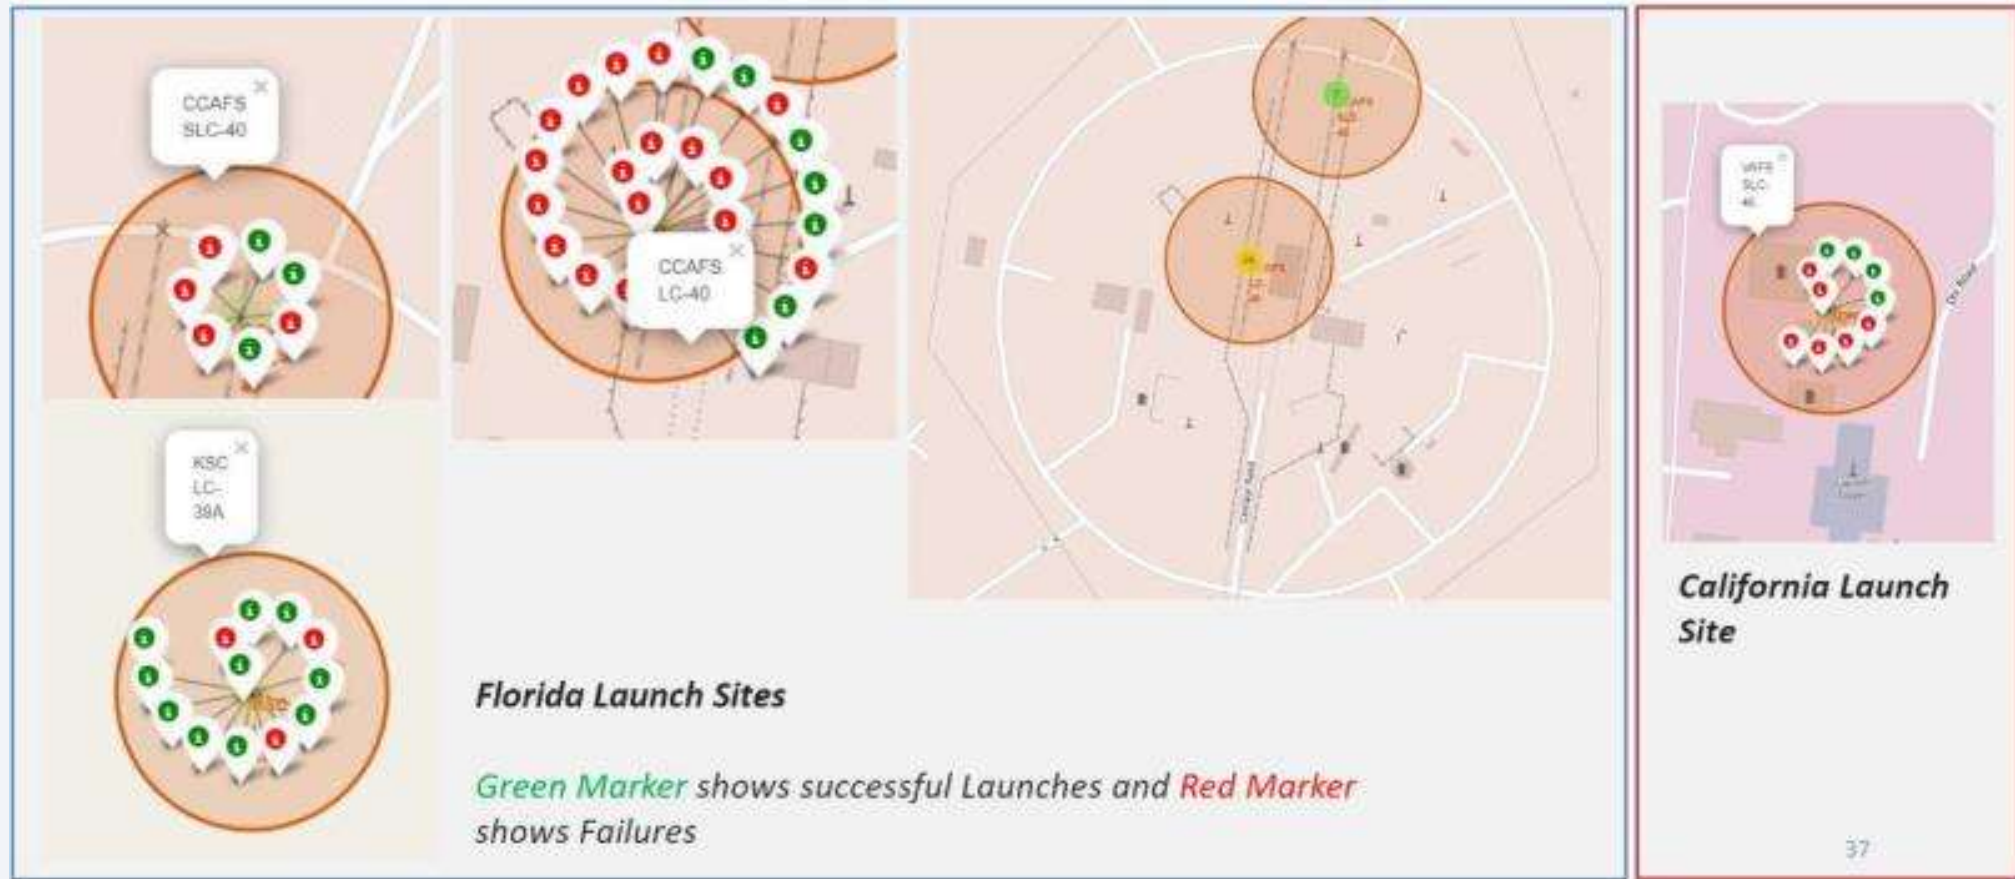 CCAFS
SLC-40
CCAFS
LC-40
KSC
LC-
39A
VAFB
SLC-
40
California Launch
Site
Florida Launch Sites
Green Marker shows successful Launches and Red Marker
shows Failures
37